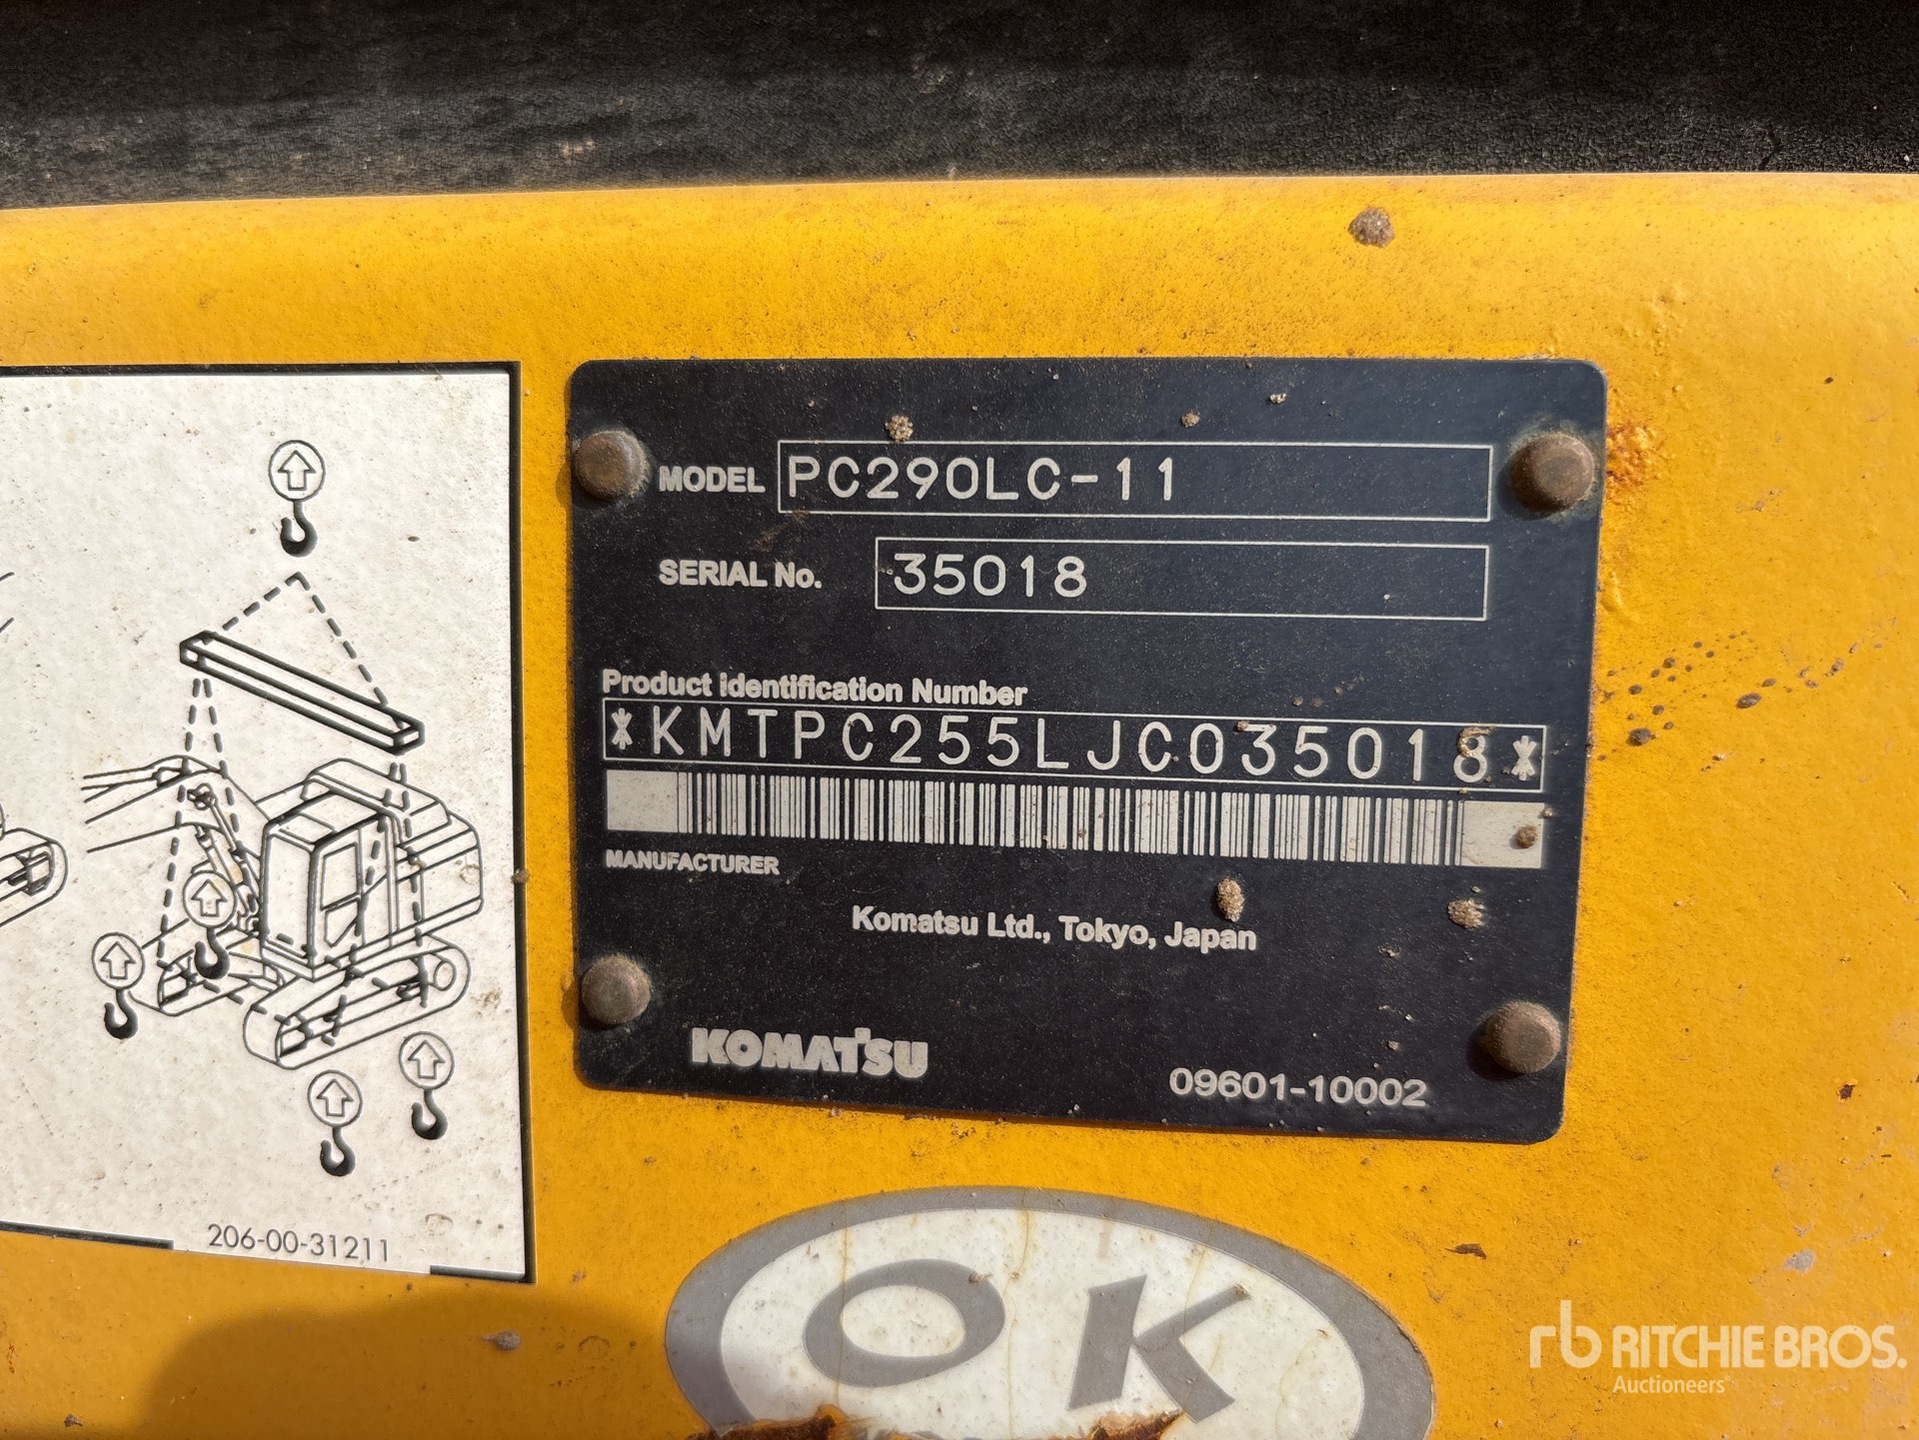 MODEL PC290LC-11
SERIAL No. 35018
Product Identification Number
*KMTPC255LJC035018*
MANUFACTURER
Komatsu Ltd., Tokyo, Japan
KOMATSU
09601-10002
206-00-31211
OK
rb RITCHIE BROS.
Auctioneers